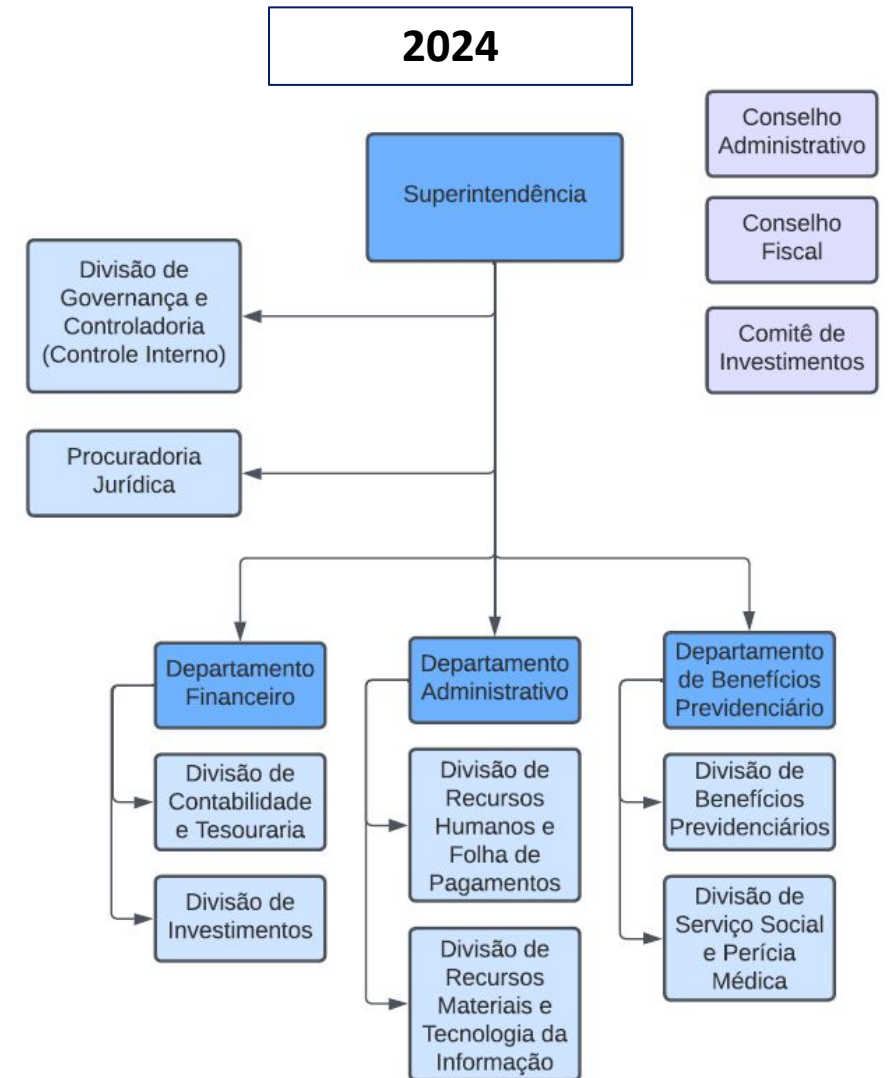 2024
Conselho
Administrativo
Superintendência
Conselho
Fiscal
Divisão de
Governança e
Controladoria
(Controle Interno)
Comitê de
Investimentos
Procuradoria
Jurídica
Departamento
Financeiro
Divisão de
Contabilidade
e Tesouraria
Divisão de
Investimentos
Departamento
Administrativo
Divisão de
Recursos
Humanos e
Folha de
Pagamentos
Divisão de
Recursos
Materiais e
Tecnologia da
Informação
Departamento
de Benefícios
Previdenciário
Divisão de
Benefícios
Previdenciários
Divisão de
Serviço Social
e Perícia
Médica